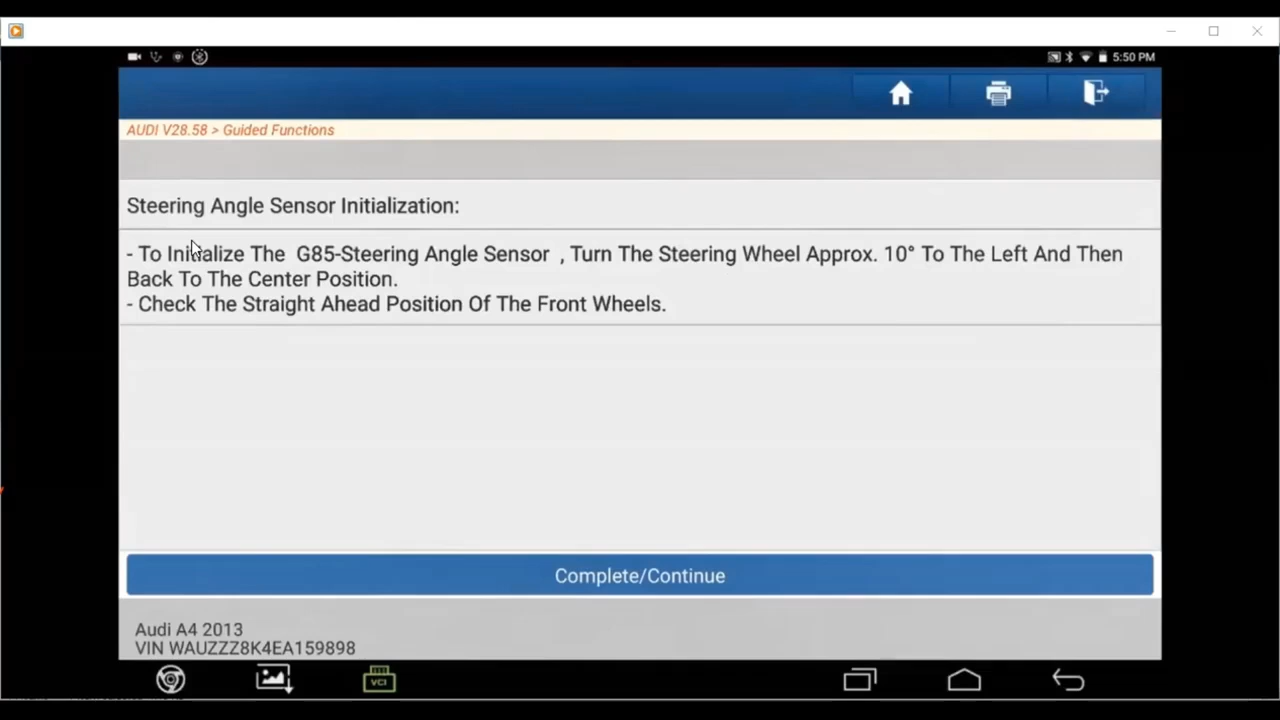 5:50 PM
AUDI V28.58 > Guided Functions
Steering Angle Sensor Initialization:
- To Initialize The  G85-Steering Angle Sensor  , Turn The Steering Wheel Approx. 10° To The Left And Then
Back To The Center Position.
- Check The Straight Ahead Position Of The Front Wheels.
Complete/Continue
Audi A4 2013
VIN WAUZZZ8K4EA159898
VCI